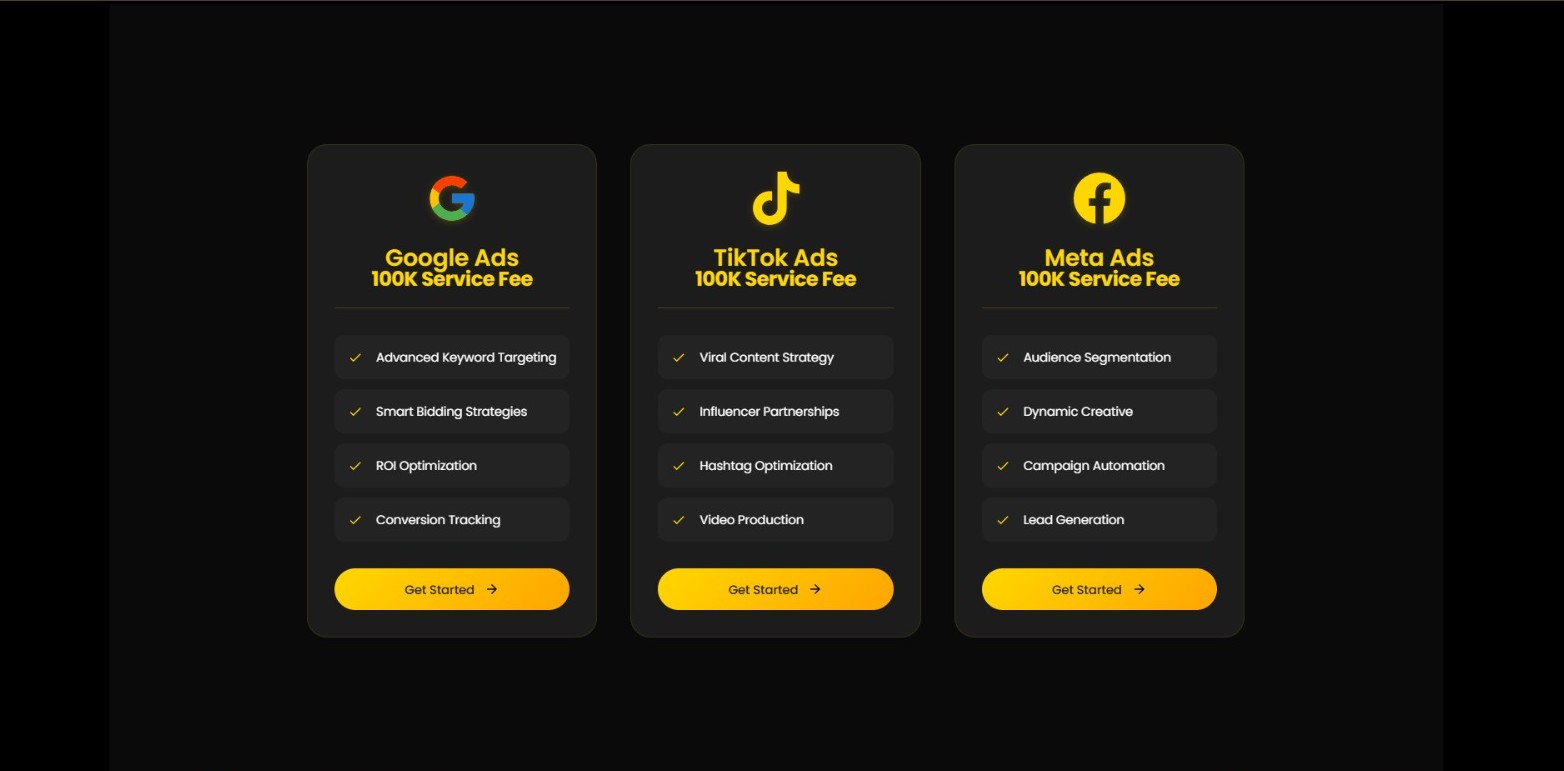 Google Ads
100K Service Fee
Advanced Keyword Targeting
Smart Bidding Strategies
ROI Optimization
Conversion Tracking
Get Started
TikTok Ads
100K Service Fee
Viral Content Strategy
Influencer Partnerships
Hashtag Optimization
Video Production
Get Started
Meta Ads
100K Service Fee
Audience Segmentation
Dynamic Creative
Campaign Automation
Lead Generation
Get Started